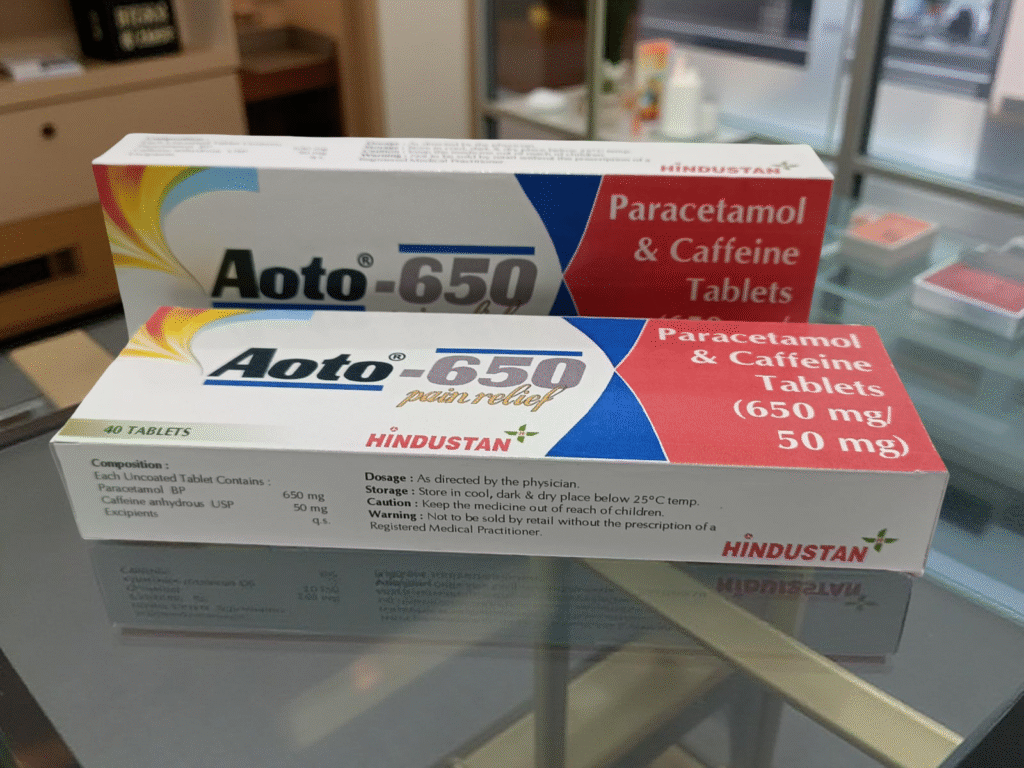 HINDUSTAN
Aoto®-650
Paracetamol
& Caffeine
Tablets
Aoto®-650
pain relief
40 TABLETS
HINDUSTAN
Paracetamol
& Caffeine
Tablets
(650 mg/
50 mg)
Composition :
Each Uncoated Tablet Contains :
Paracetamol BP 650 mg
Caffeine anhydrous USP 50 mg
Excipients q.s.
Dosage : As directed by the physician.
Storage : Store in cool, dark & dry place below 25°C temp.
Caution : Keep the medicine out of reach of children.
Warning : Not to be sold by retail without the prescription of a
Registered Medical Practitioner.
HINDUSTAN